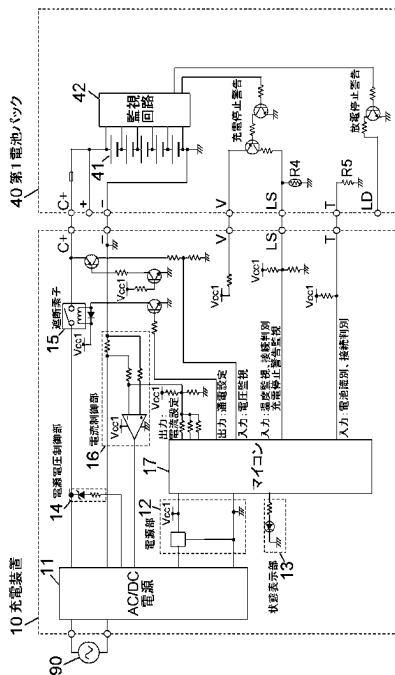 40 第1電池パック
42
監視
回路
41
充電停止警告
放電停止警告
R4
R5
C+
+
-
V
LS
T
LD
C+
-
V
LS
T
遮断素子
15
Vcc1
Vcc1
Vcc1
Vcc1
Vcc1
Vcc1
16 電流制御部
Vcc1
Vcc1
出力:
電流設定
出力:通電設定
入力:電圧監視
入力:温度監視、接続判別
充電停止警告監視
入力:電池識別、接続判別
17
マイコン
14 電源電圧制御部
12
電源部
Vcc1
状態表示部
13
10 充電装置
11
AC/DC
電源
90